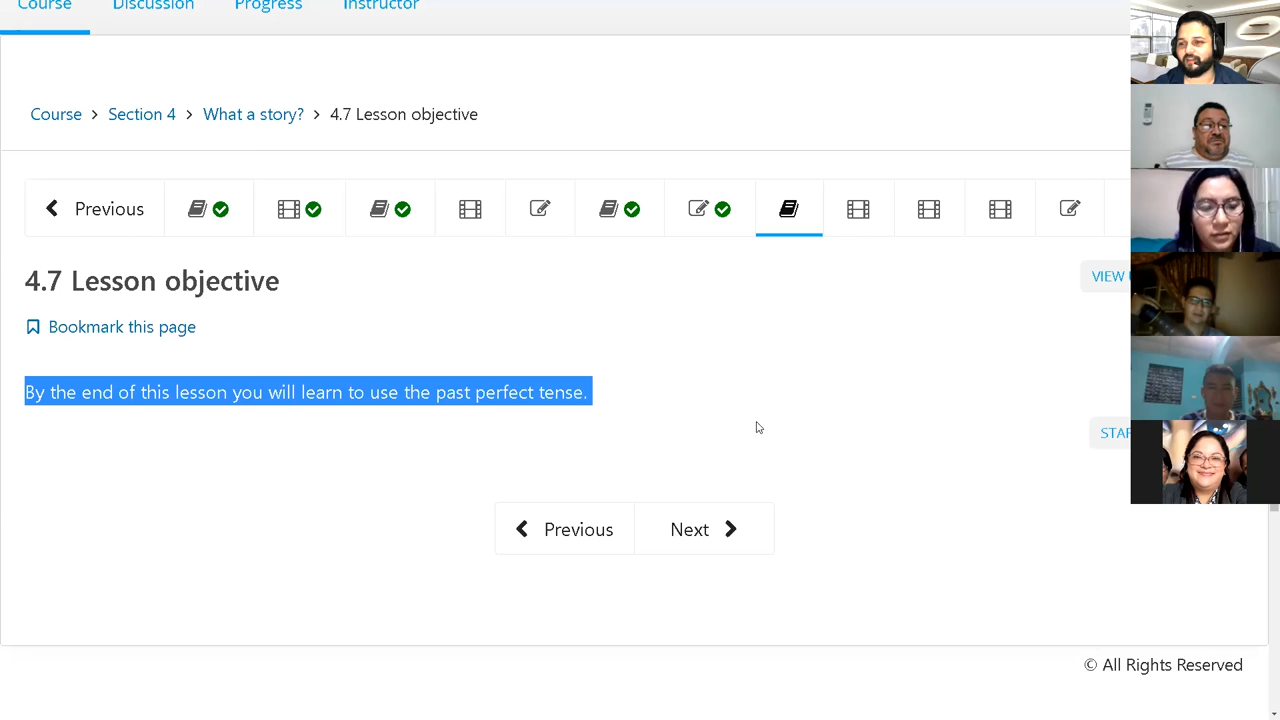 Course Discussion Progress Instructor
Course > Section 4 > What a story? > 4.7 Lesson objective
Previous
4.7 Lesson objective
VIEW
Bookmark this page
By the end of this lesson you will learn to use the past perfect tense.
Previous Next
© All Rights Reserved